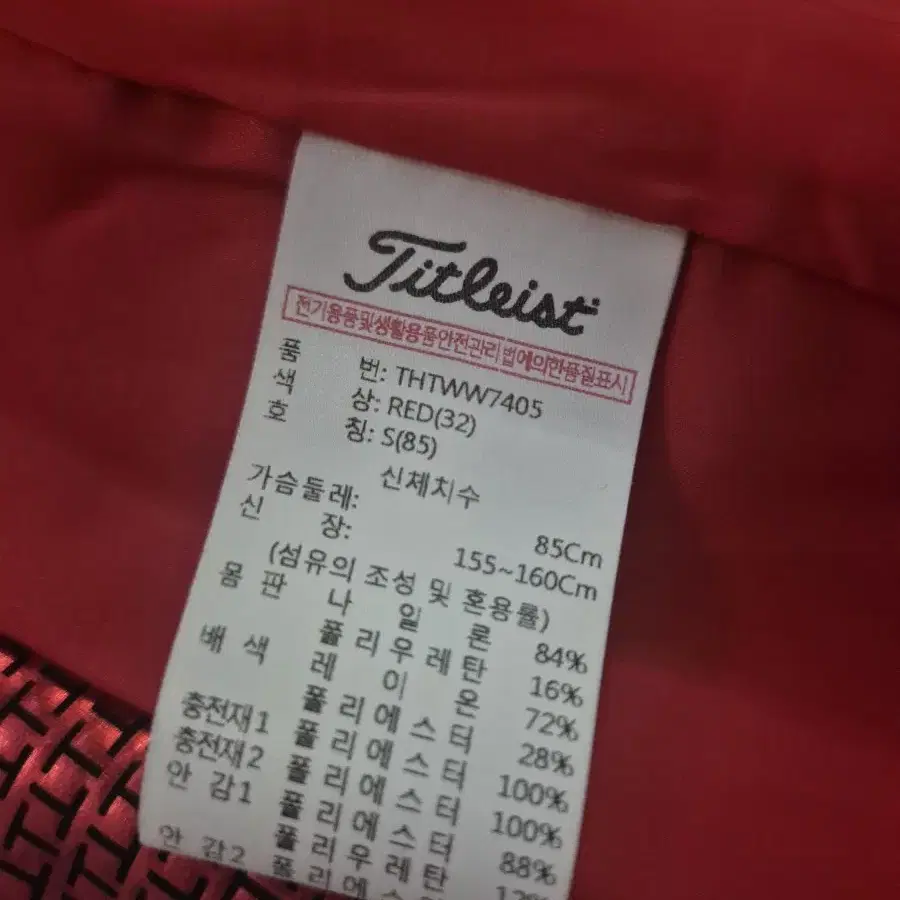 Titleist
전기용품및생활용품안전관리법에의한품질표시
품 번: THTWW7405
색 상: RED(32)
호 칭: S(85)
신체치수
가슴둘레: 85Cm
신 장: 155~160Cm
(섬유의 조성 및 혼용률)
몸 판 나 일 론 84%
폴 리 우 레 탄 16%
배 색 레 이 온 72%
폴 리 에 스 터 28%
충전재1 폴 리 에 스 터 100%
충전재2 폴 리 에 스 터 100%
안 감1 폴 리 에 스 터 88%
폴 리 우 레 탄 12%
안 감2 폴 리 에